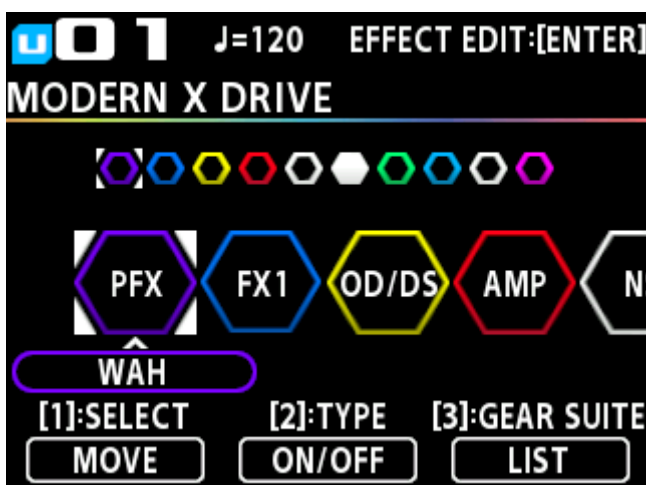 U01 ♩=120 EFFECT EDIT:[ENTER]
MODERN X DRIVE
PFX FX1 OD/DS AMP N
WAH
[1]:SELECT [2]:TYPE [3]:GEAR SUITE
MOVE ON/OFF LIST